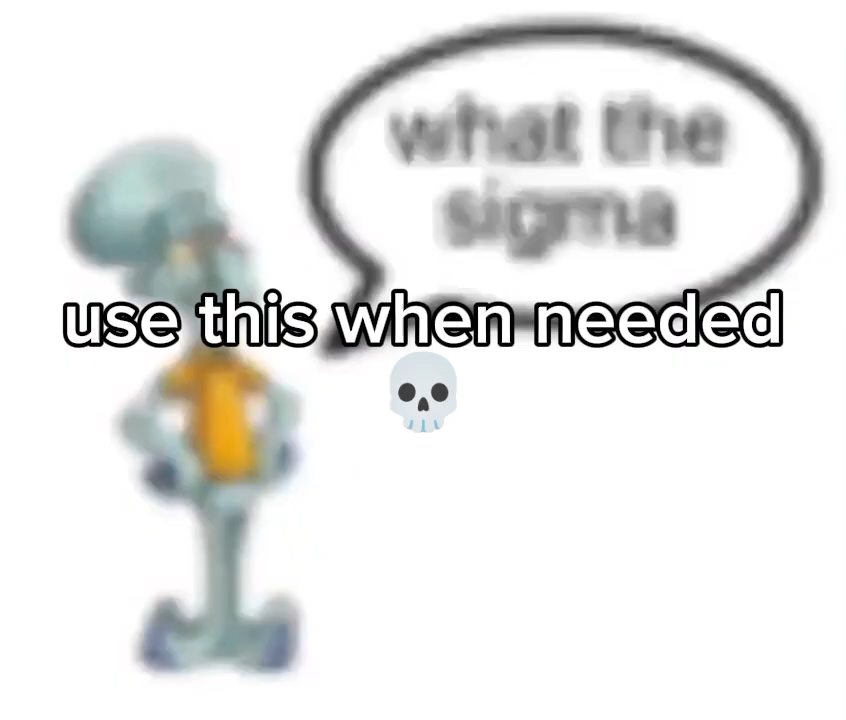 what the
sigma
use this when needed
💀